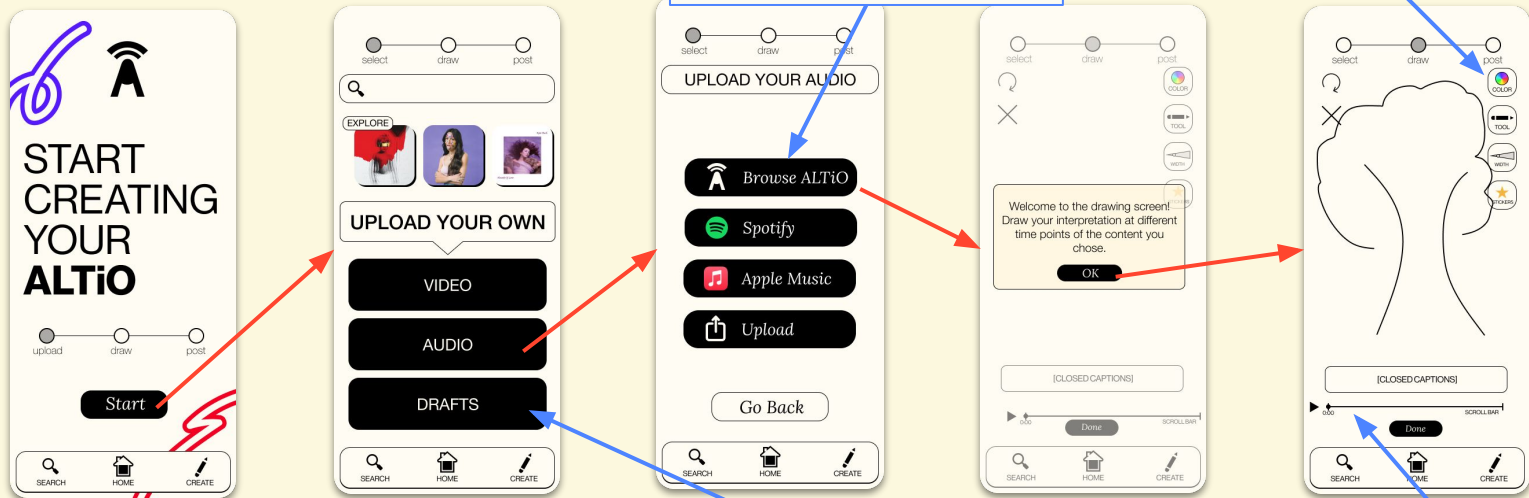 START
CREATING
YOUR
ALTiO
upload draw post
Start
SEARCH HOME CREATE
select draw post
EXPLORE
UPLOAD YOUR OWN
VIDEO
AUDIO
DRAFTS
SEARCH HOME CREATE
select draw post
UPLOAD YOUR AUDIO
Browse ALTiO
Spotify
Apple Music
Upload
Go Back
SEARCH HOME CREATE
select draw post
COLOR
TOOL
WIDTH
Welcome to the drawing screen!
Draw your interpretation at different
time points of the content you
chose.
OK
[CLOSED CAPTIONS]
0:00 SCROLL BAR
Done
SEARCH HOME CREATE
select draw post
COLOR
TOOL
WIDTH
STICKERS
[CLOSED CAPTIONS]
0:00 SCROLL BAR
Done
SEARCH HOME CREATE